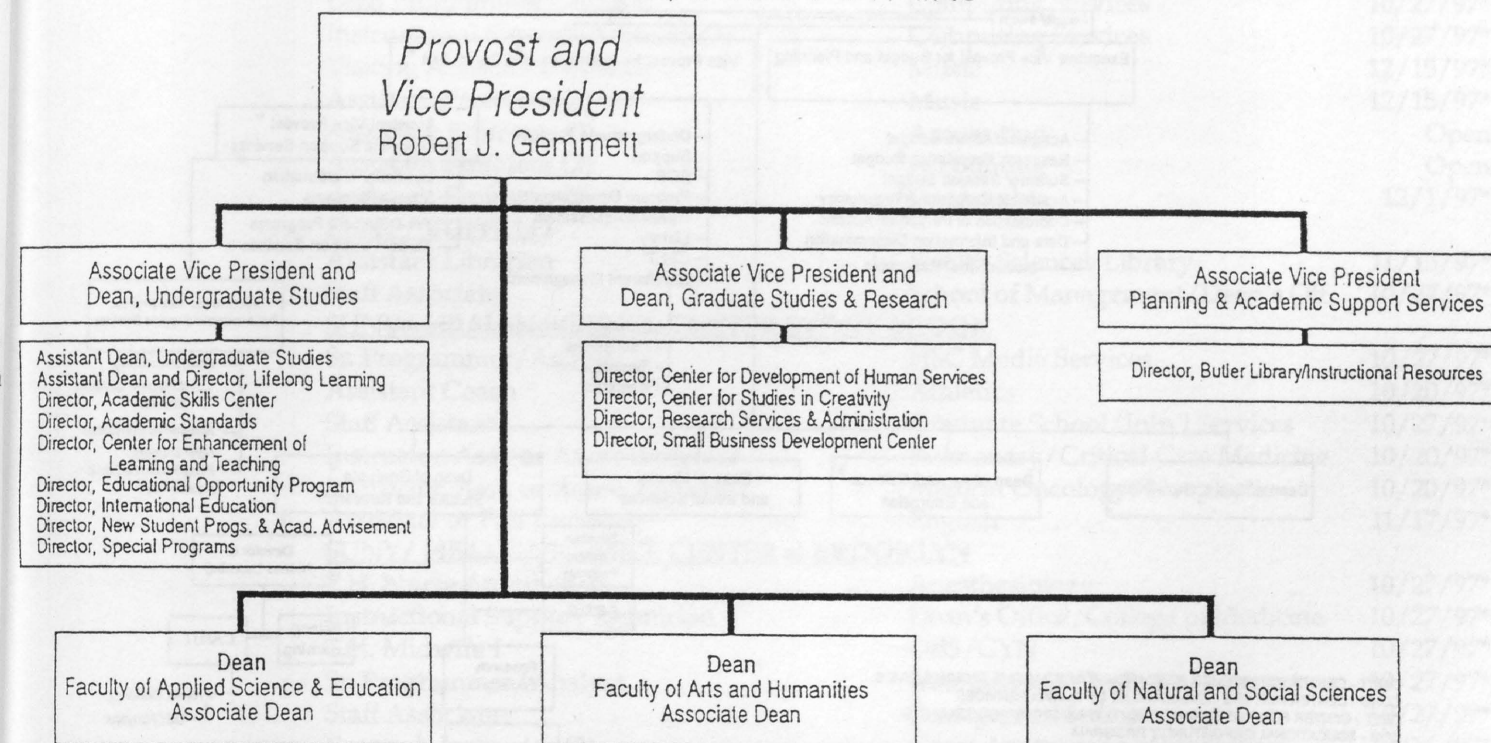 Provost and
Vice President
Robert J. Gemmett
Associate Vice President and
Dean, Undergraduate Studies
Assistant Dean, Undergraduate Studies
Assistant Dean and Director, Lifelong Learning
Director, Academic Skills Center
Director, Academic Standards
Director, Center for Enhancement of
Learning and Teaching
Director, Educational Opportunity Program
Director, International Education
Director, New Student Progs. & Acad. Advisement
Director, Special Programs
Associate Vice President and
Dean, Graduate Studies & Research
Director, Center for Development of Human Services
Director, Center for Studies in Creativity
Director, Research Services & Administration
Director, Small Business Development Center
Associate Vice President
Planning & Academic Support Services
Director, Butler Library/Instructional Resources
Dean
Faculty of Applied Science & Education
Associate Dean
Dean
Faculty of Arts and Humanities
Associate Dean
Dean
Faculty of Natural and Social Sciences
Associate Dean